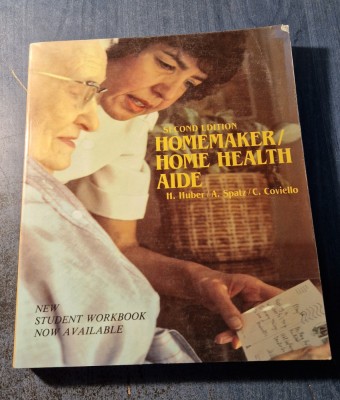 SECOND EDITION
HOMEMAKER/
HOME HEALTH
AIDE
H. Huber/A. Spatz/C. Coviello
NEW
STUDENT WORKBOOK
NOW AVAILABLE